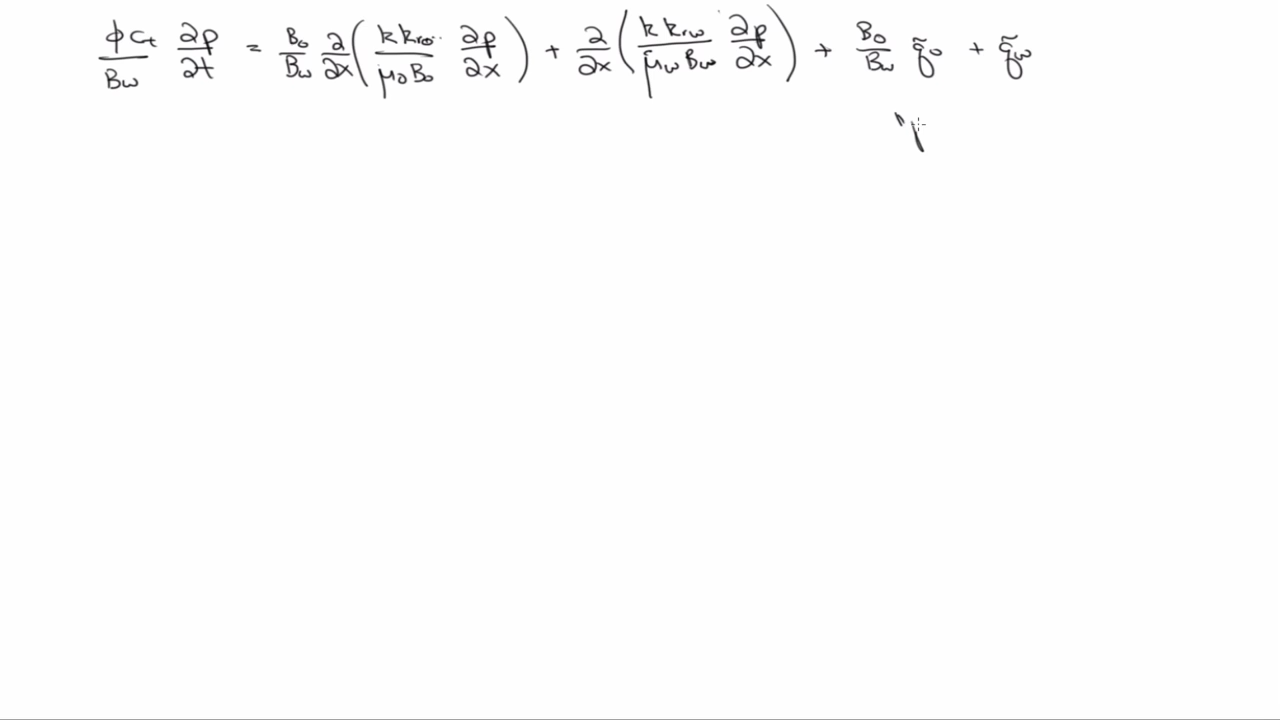 ϕc_t/B_w ∂p/∂t = B_o/B_w ∂/∂x (k k_ro/μ_o B_o ∂p/∂x) + ∂/∂x (k k_rw/μ_w B_w ∂p/∂x) + B_o/B_w q̃_o + q̃_w